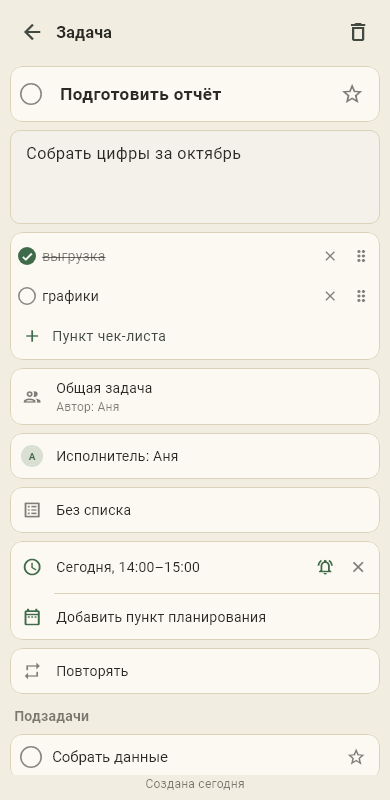 Задача
Подготовить отчёт
Собрать цифры за октябрь
выгрузка
графики
Пункт чек-листа
Общая задача
Автор: Аня
А
Исполнитель: Аня
Без списка
Сегодня, 14:00–15:00
Добавить пункт планирования
Повторять
Подзадачи
Собрать данные
Создана сегодня